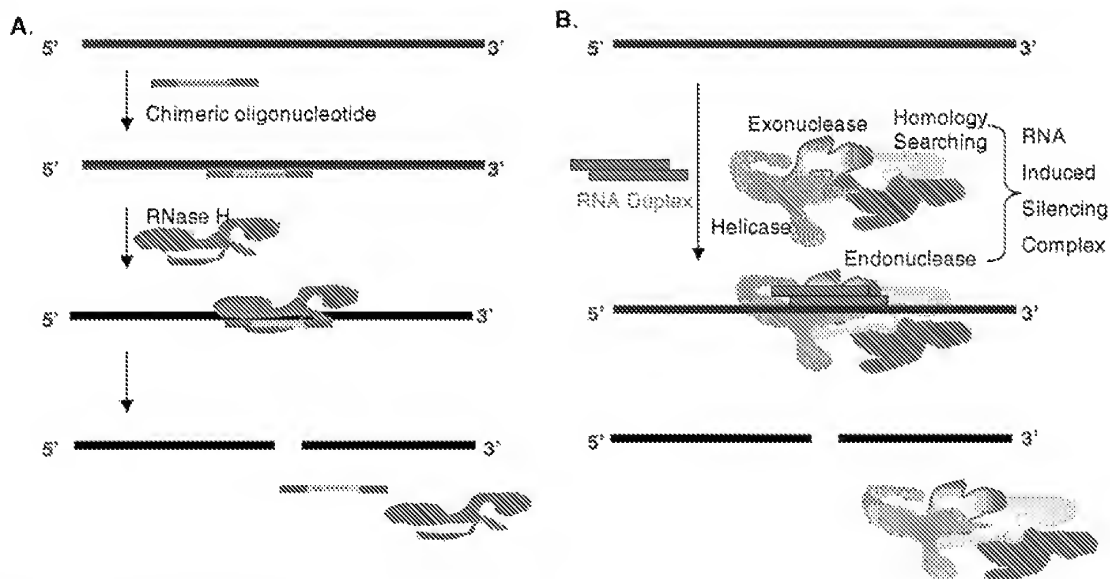 A.
5' 3'
Chimeric oligonucleotide
3'
RNase H
5' 3'
5' 3'
B.
5' 3'
Exonuclease
Homology
Searching
RNA
Induced
Silencing
Complex
RNA Duplex
Helicase
Endonuclease
5' 3'
5' 3'